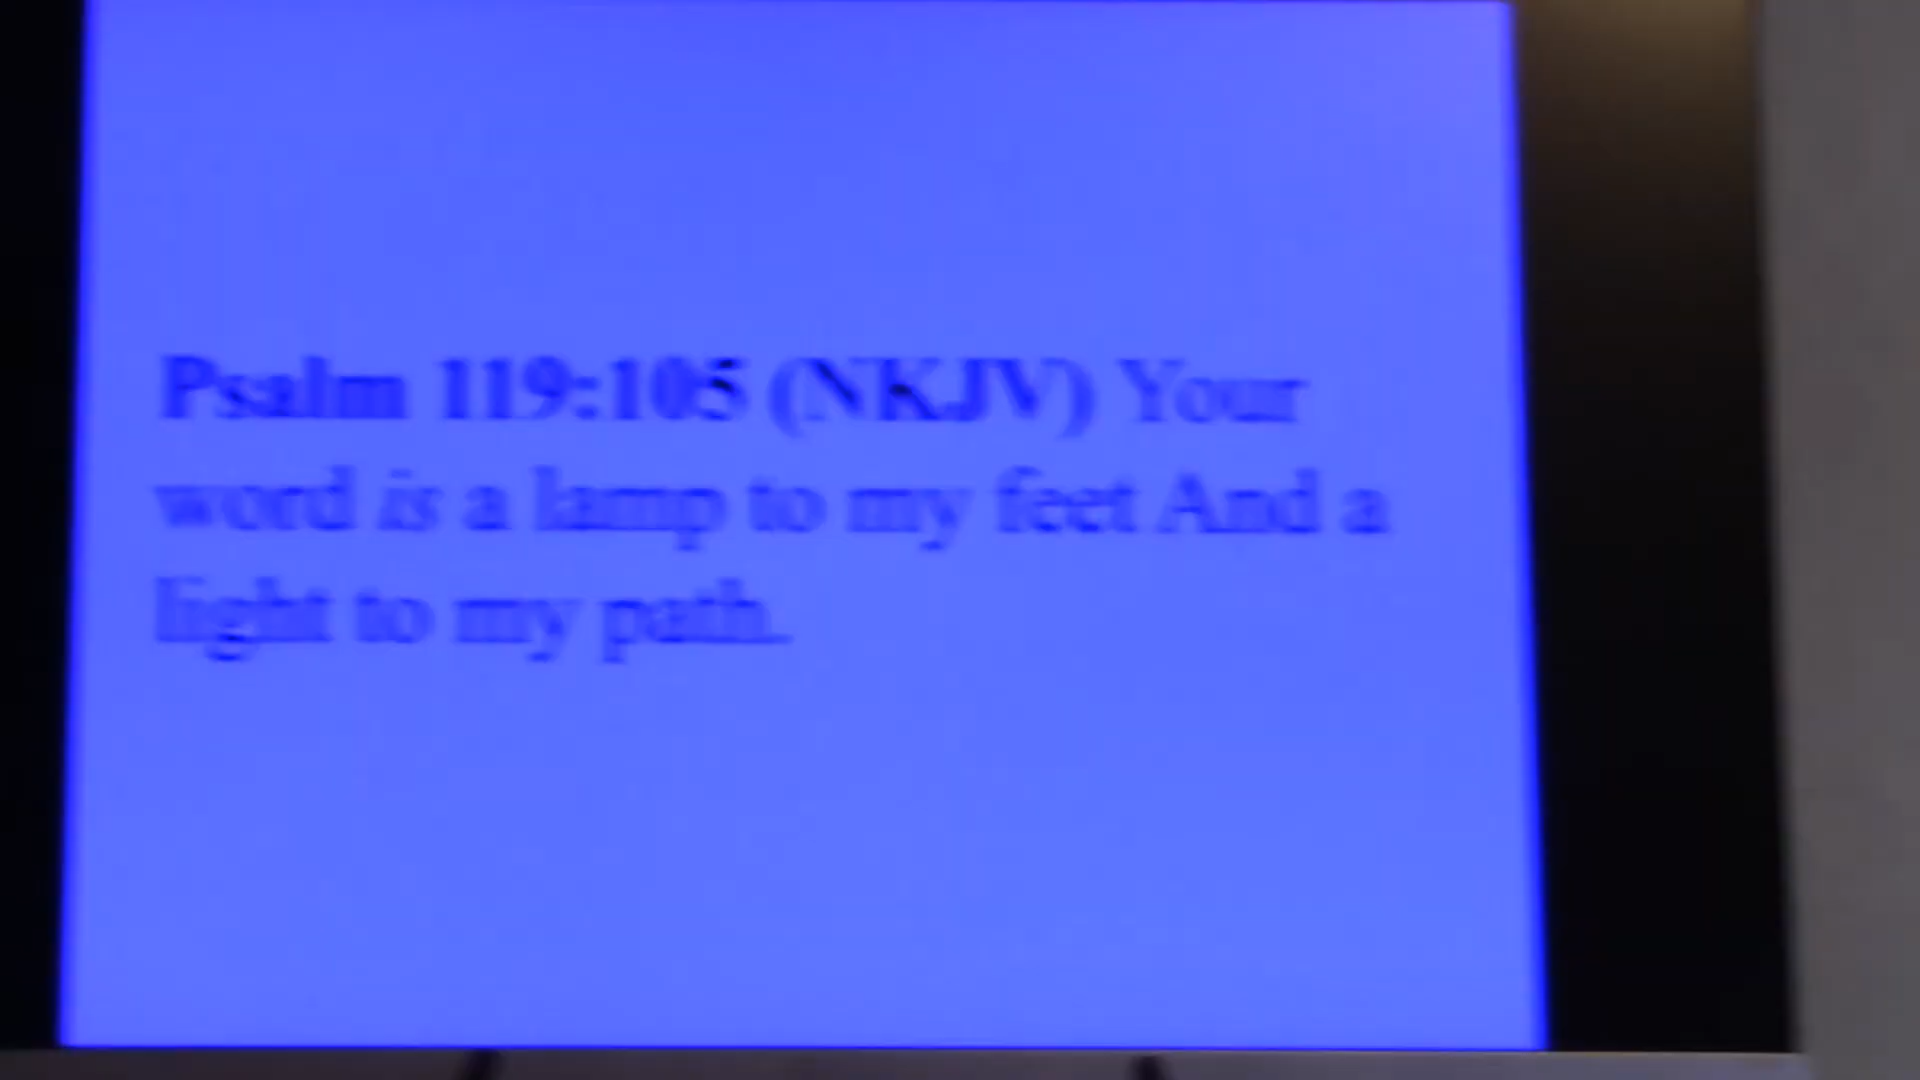 Psalm 119:105 (NKJV) Your
word is a lamp to my feet And a
light to my path.